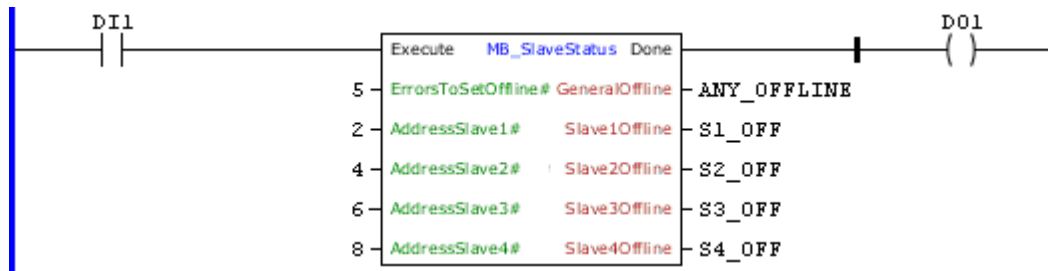 DI1 DO1
Execute MB_SlaveStatus Done
5 ErrorsToSetOffline# GeneralOffline ANY_OFFLINE
2 AddressSlave1# Slave1Offline S1_OFF
4 AddressSlave2# Slave2Offline S2_OFF
6 AddressSlave3# Slave3Offline S3_OFF
8 AddressSlave4# Slave4Offline S4_OFF